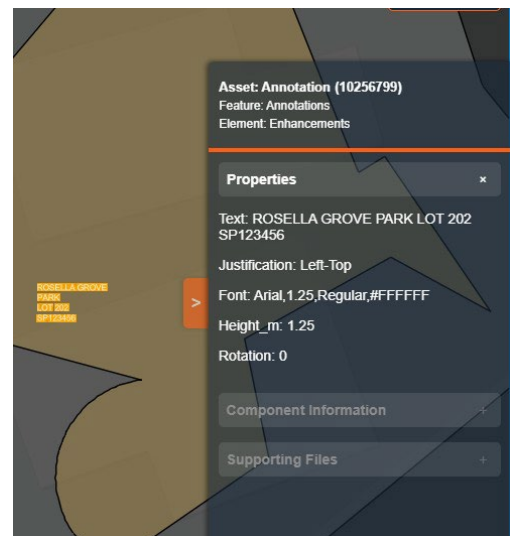 Asset: Annotation (10256799)
Feature: Annotations
Element: Enhancements
Properties ×
Text: ROSELLA GROVE PARK LOT 202
SP123456
Justification: Left-Top
Font: Arial,1.25,Regular,#FFFFFF
Height_m: 1.25
Rotation: 0
Component Information +
Supporting Files +
ROSELLA GROVE
PARK
LOT 202
SP123456
>